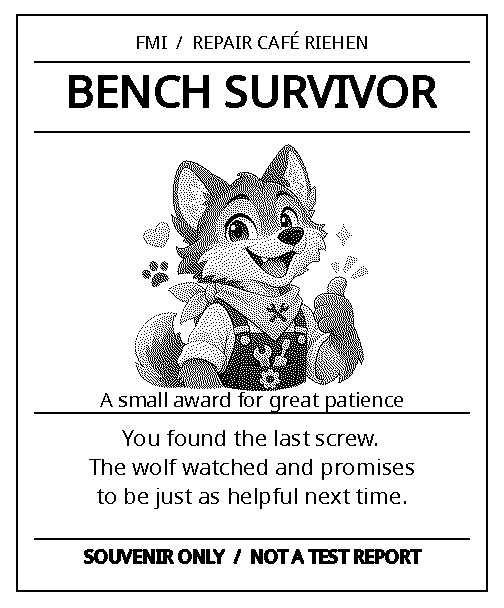 FMI / REPAIR CAFÉ RIEHEN
BENCH SURVIVOR
A small award for great patience
You found the last screw.
The wolf watched and promises
to be just as helpful next time.
SOUVENIR ONLY / NOT A TEST REPORT